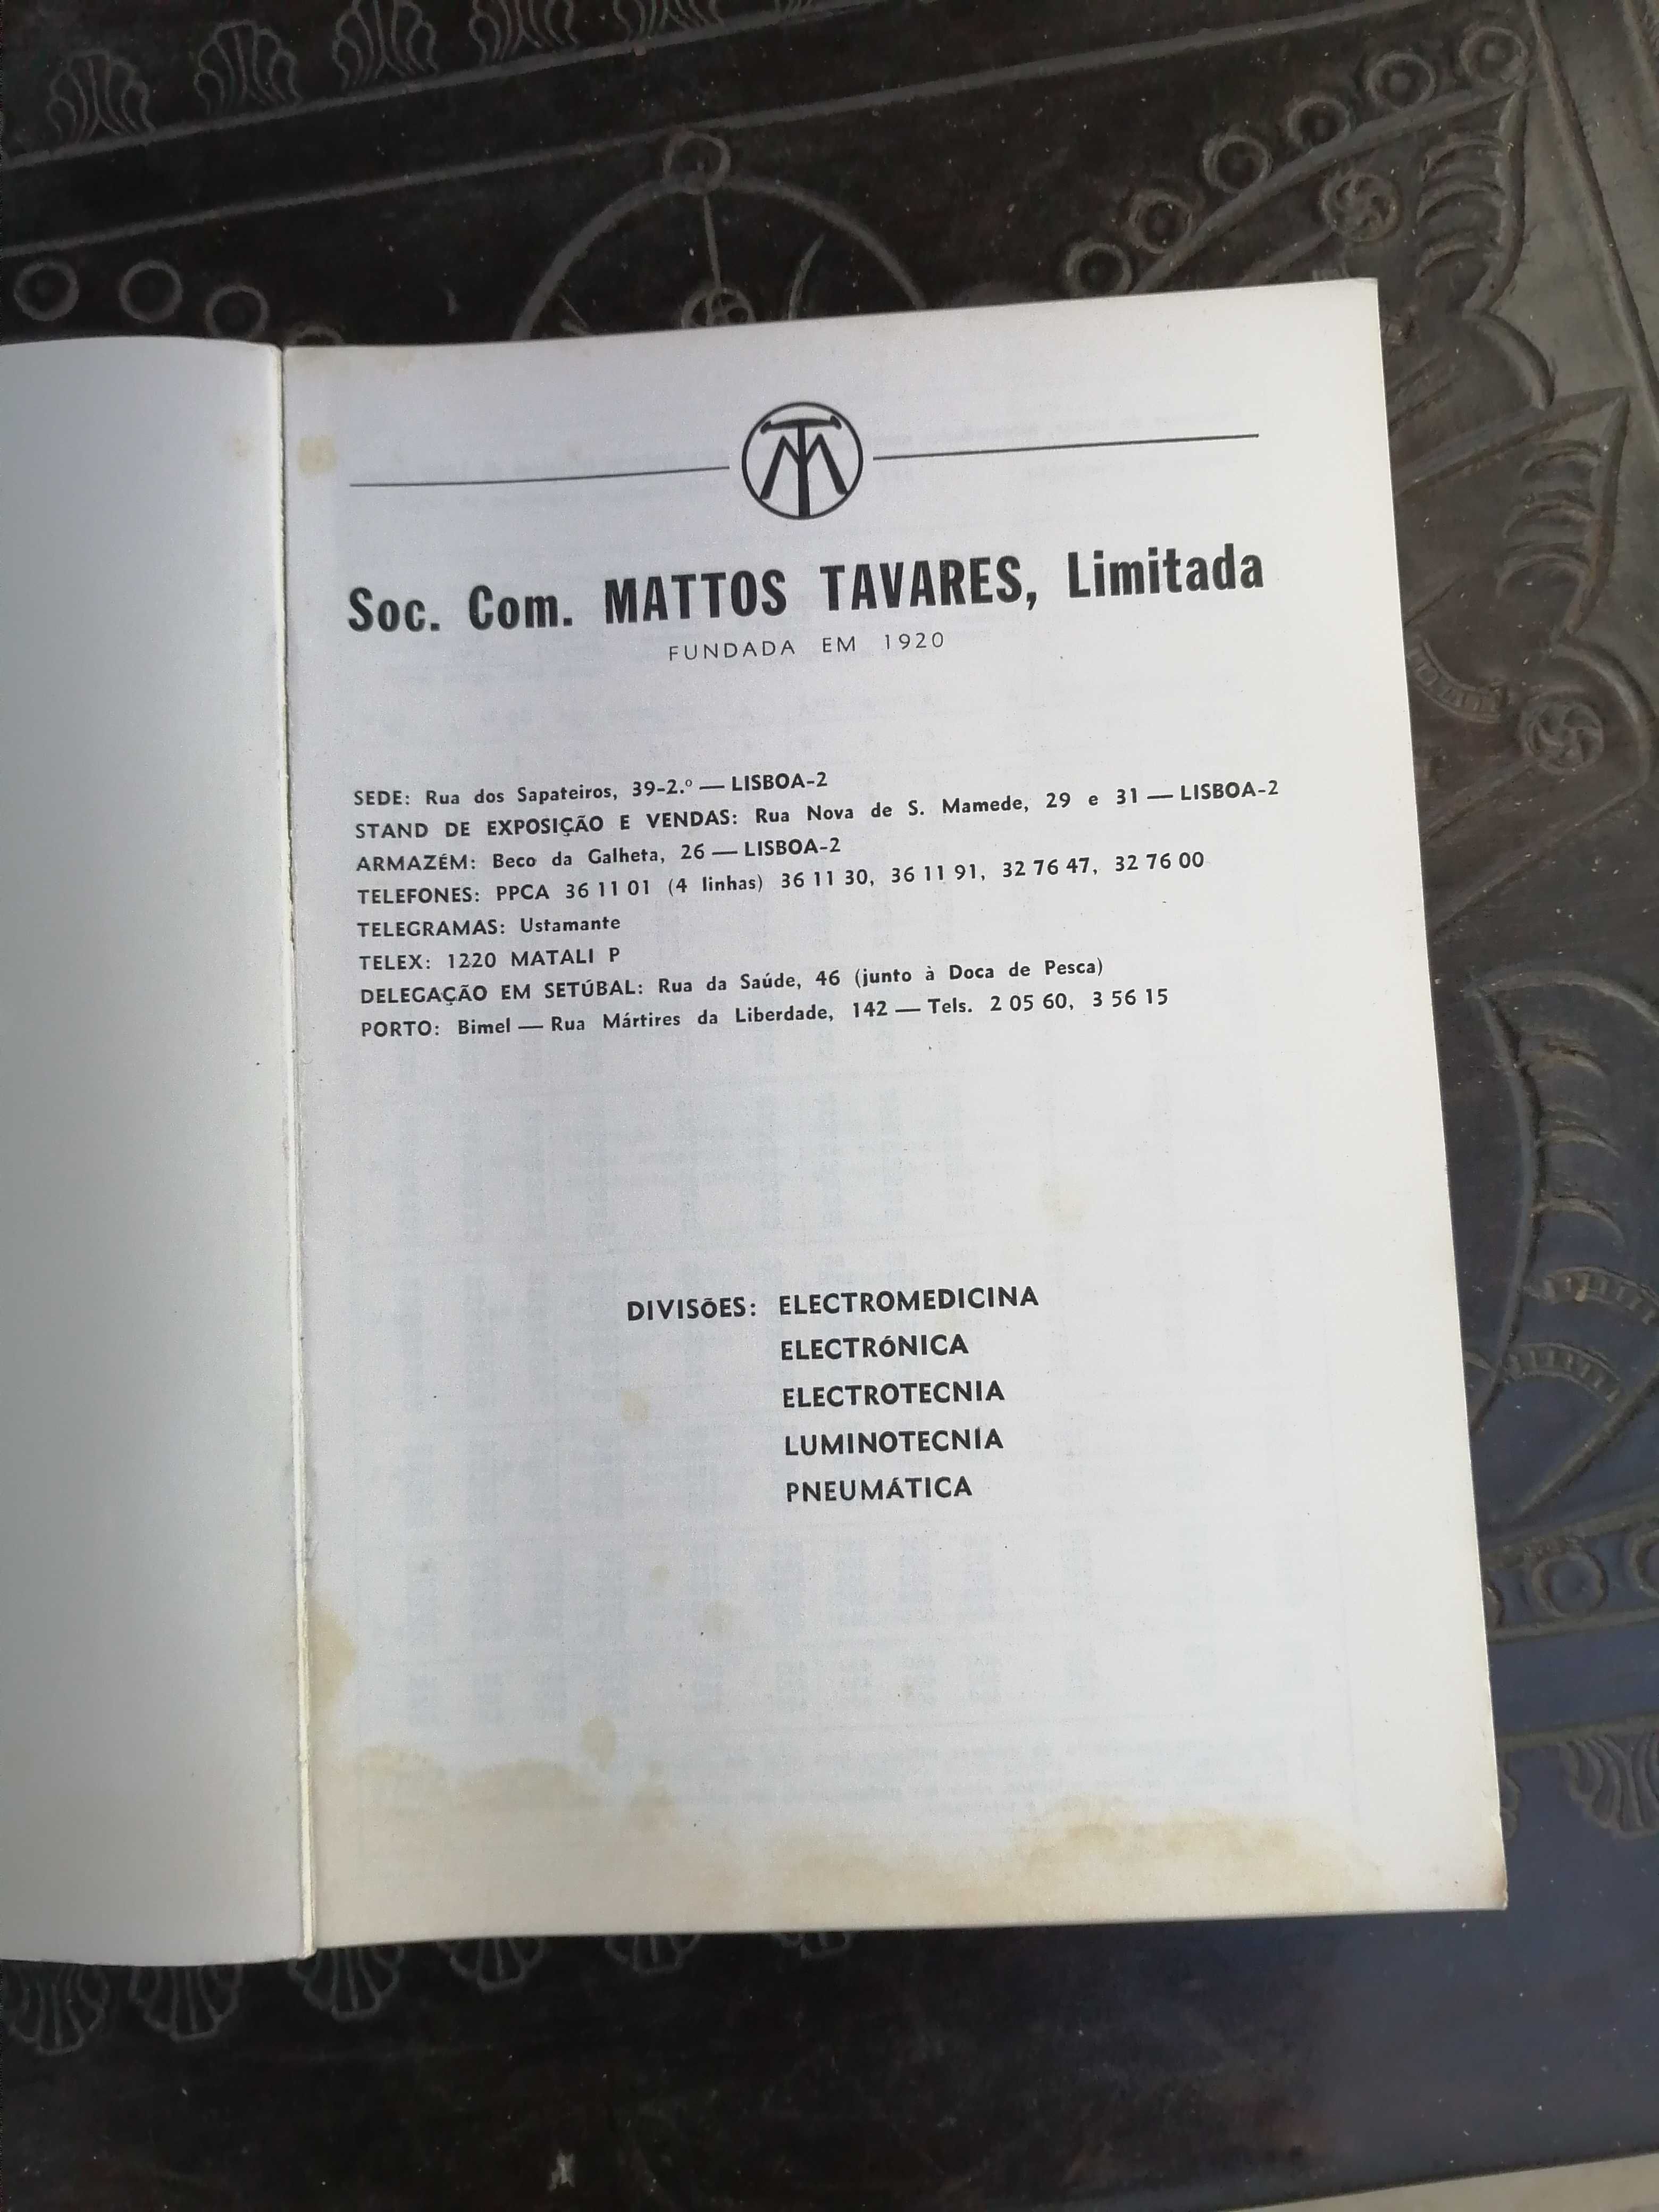 Soc. Com. MATTOS TAVARES, Limitada
FUNDADA EM 1920
SEDE: Rua dos Sapateiros, 39-2.º — LISBOA-2
STAND DE EXPOSIÇÃO E VENDAS: Rua Nova de S. Mamede, 29 e 31 — LISBOA-2
ARMAZÉM: Beco da Galheta, 26 — LISBOA-2
TELEFONES: PPCA 36 11 01 (4 linhas) 36 11 30, 36 11 91, 32 76 47, 32 76 00
TELEGRAMAS: Ustamante
TELEX: 1220 MATALI P
DELEGAÇÃO EM SETÚBAL: Rua da Saúde, 46 (junto à Doca de Pesca)
PORTO: Bimel — Rua Mártires da Liberdade, 142 — Tels. 2 05 60, 3 56 15
DIVISÕES: ELECTROMEDICINA
ELECTRÓNICA
ELECTROTECNIA
LUMINOTECNIA
PNEUMÁTICA